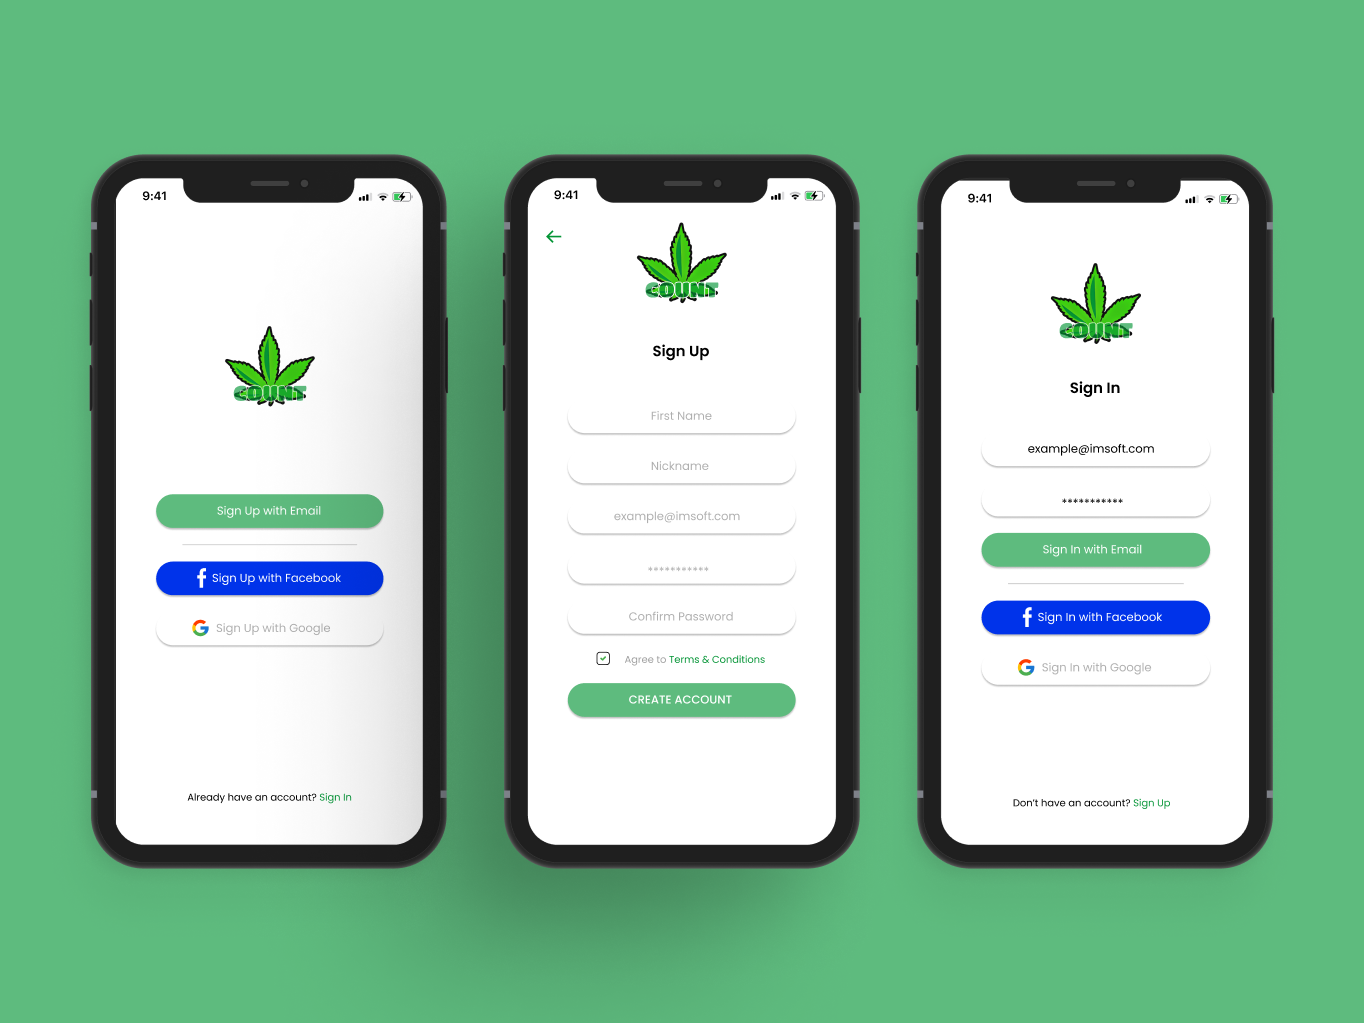 9:41
COUNT
Sign Up with Email
Sign Up with Facebook
Sign Up with Google
Already have an account? Sign In
9:41
COUNT
Sign Up
First Name
Nickname
example@imsoft.com
***********
Confirm Password
Agree to Terms & Conditions
CREATE ACCOUNT
9:41
COUNT
Sign In
example@imsoft.com
***********
Sign In with Email
Sign In with Facebook
Sign In with Google
Don't have an account? Sign Up